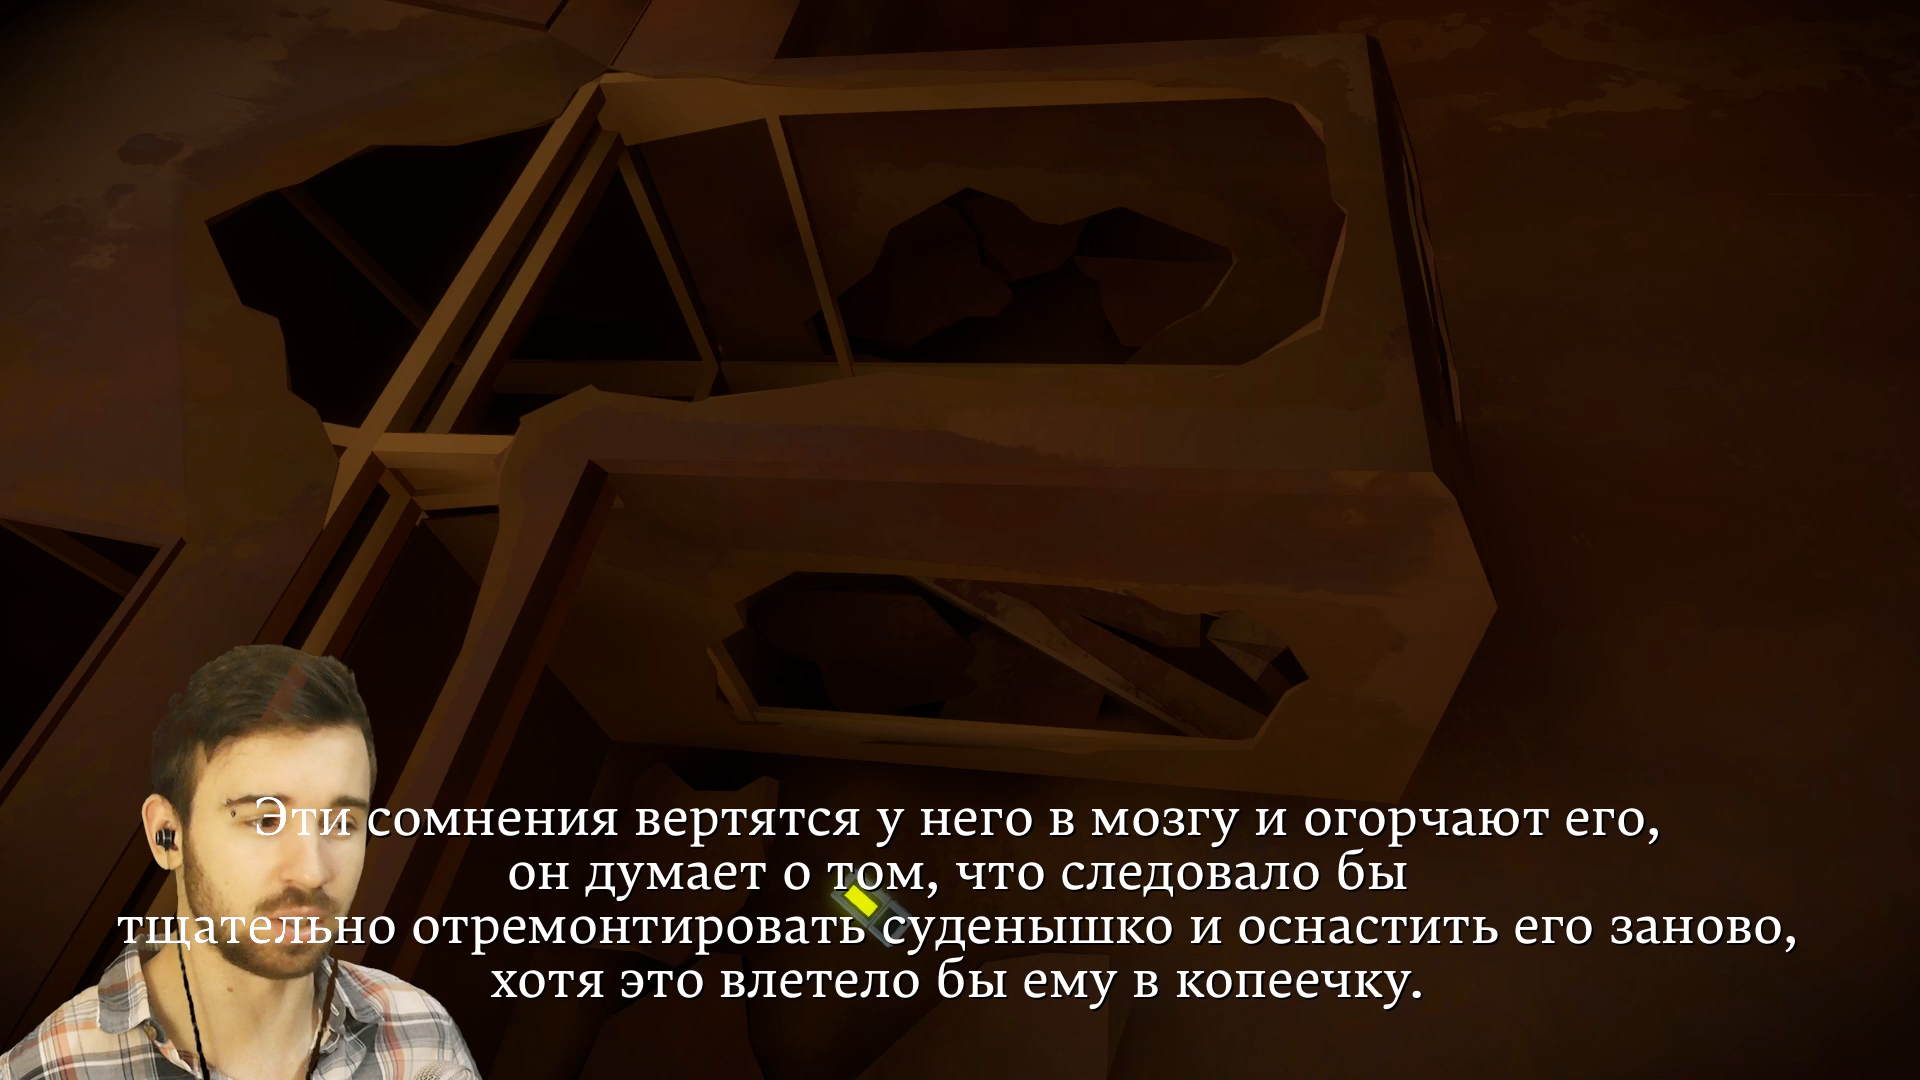 Эти сомнения вертятся у него в мозгу и огорчают его,
он думает о том, что следовало бы
тщательно отремонтировать суденышко и оснастить его заново,
хотя это влетело бы ему в копеечку.